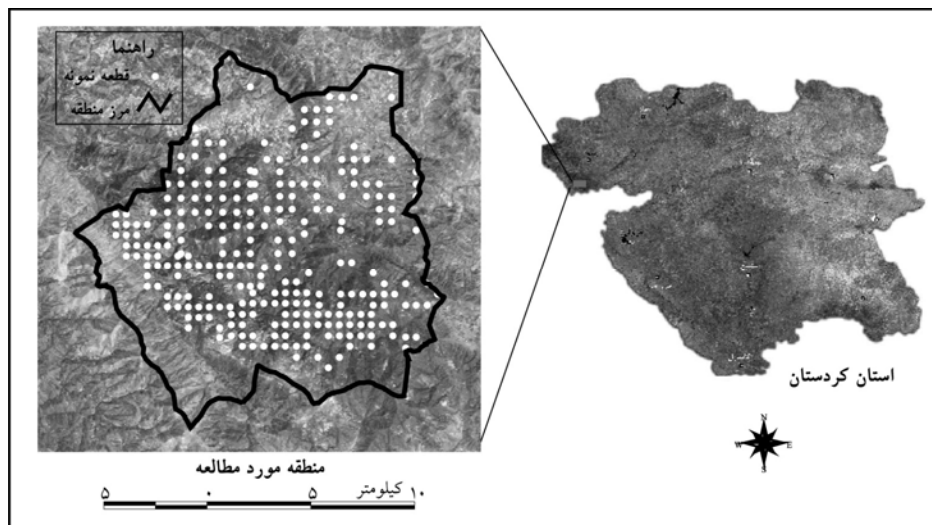 راهنما
قطعه نمونه
مرز منطقه
استان کردستان
منطقه مورد مطالعه
۵ ۰ ۵ ۱۰ کیلومتر
N
W E
S